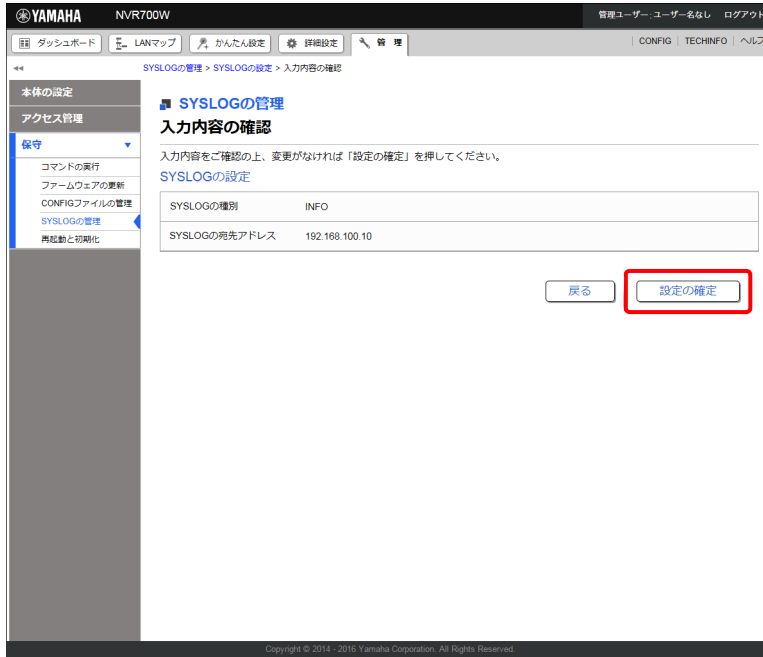 YAMAHA NVR700W 管理ユーザー:ユーザー名なし ログアウト
ダッシュボード LANマップ かんたん設定 詳細設定 管 理 | CONFIG | TECHINFO | ヘルプ
SYSLOGの管理 > SYSLOGの設定 > 入力内容の確認
本体の設定
アクセス管理
保守
コマンドの実行
ファームウェアの更新
CONFIGファイルの管理
SYSLOGの管理
再起動と初期化
SYSLOGの管理
入力内容の確認
入力内容をご確認の上、変更がなければ「設定の確定」を押してください。
SYSLOGの設定
SYSLOGの種別 INFO
SYSLOGの宛先アドレス 192.168.100.10
戻る 設定の確定
Copyright © 2014 - 2016 Yamaha Corporation. All Rights Reserved.